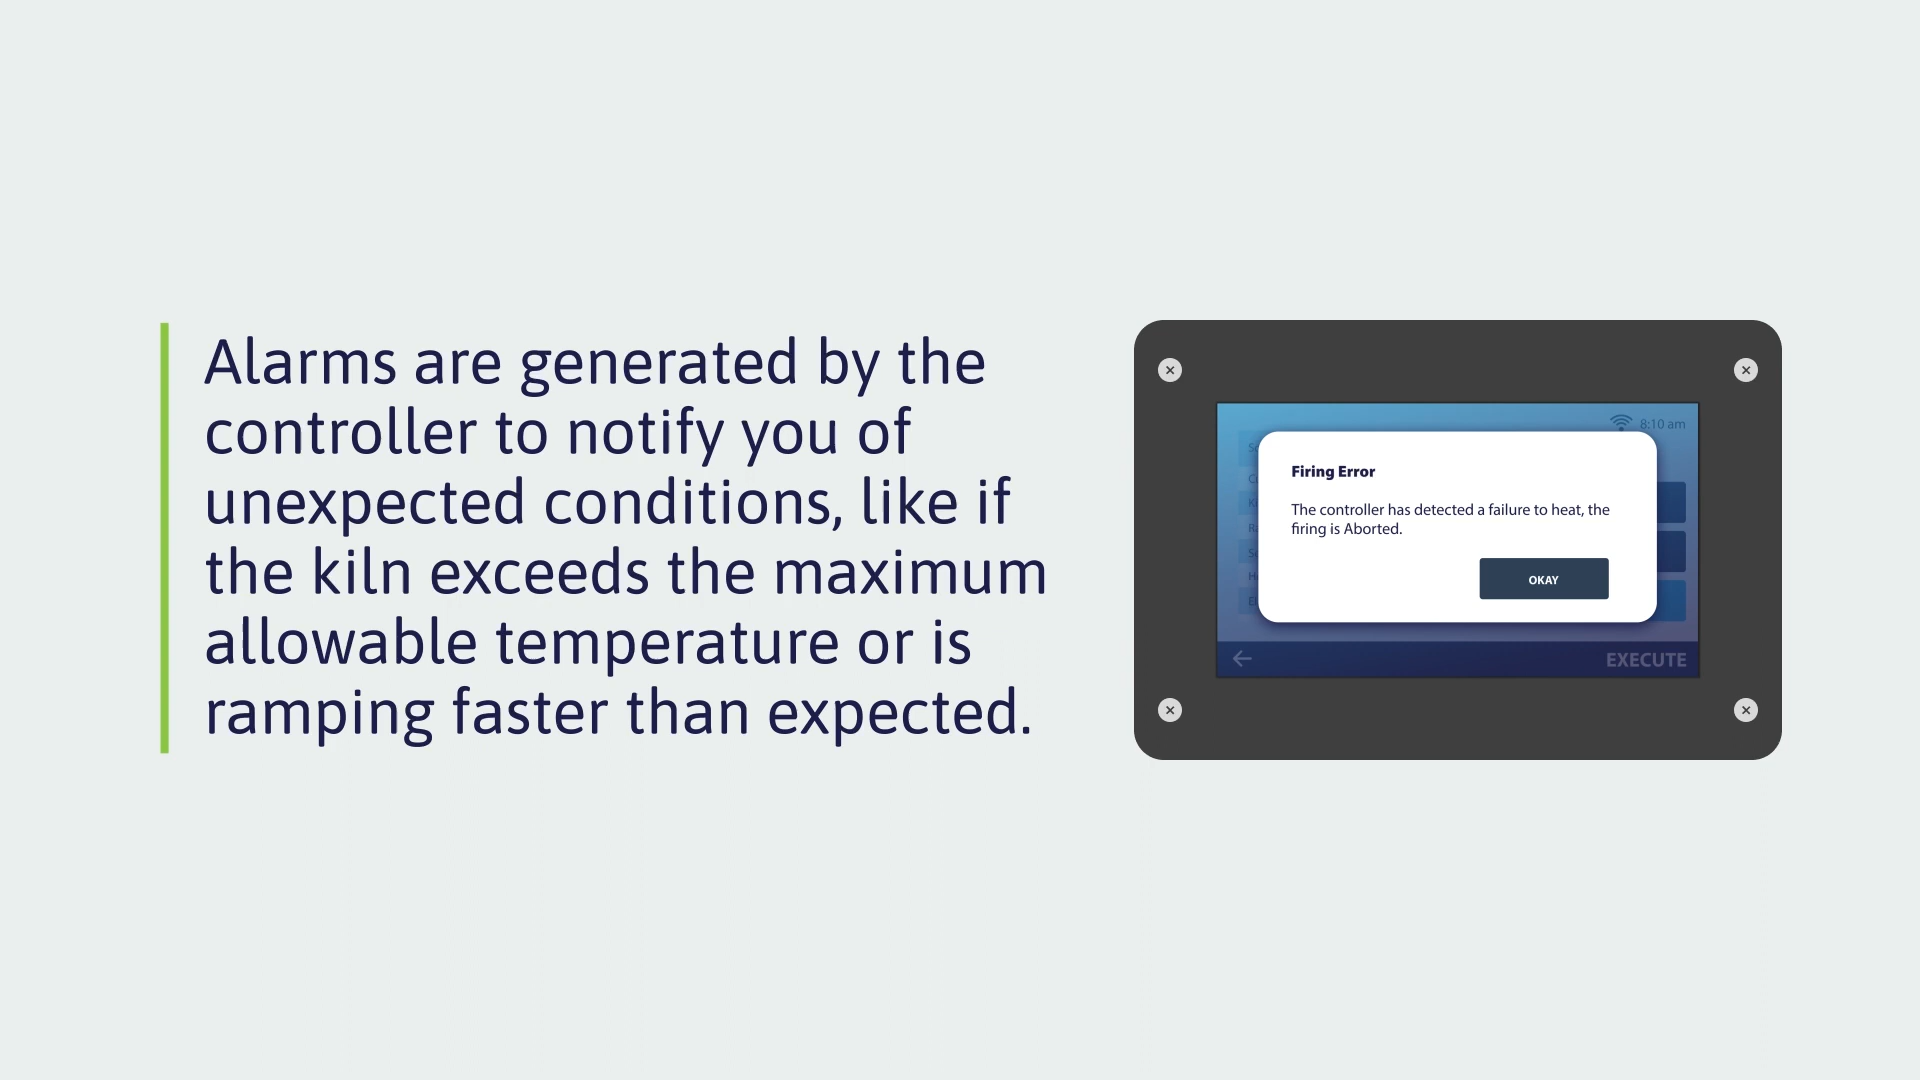 Alarms are generated by the
controller to notify you of
unexpected conditions, like if
the kiln exceeds the maximum
allowable temperature or is
ramping faster than expected.
8:10 am
Firing Error
The controller has detected a failure to heat, the
firing is Aborted.
OKAY
EXECUTE